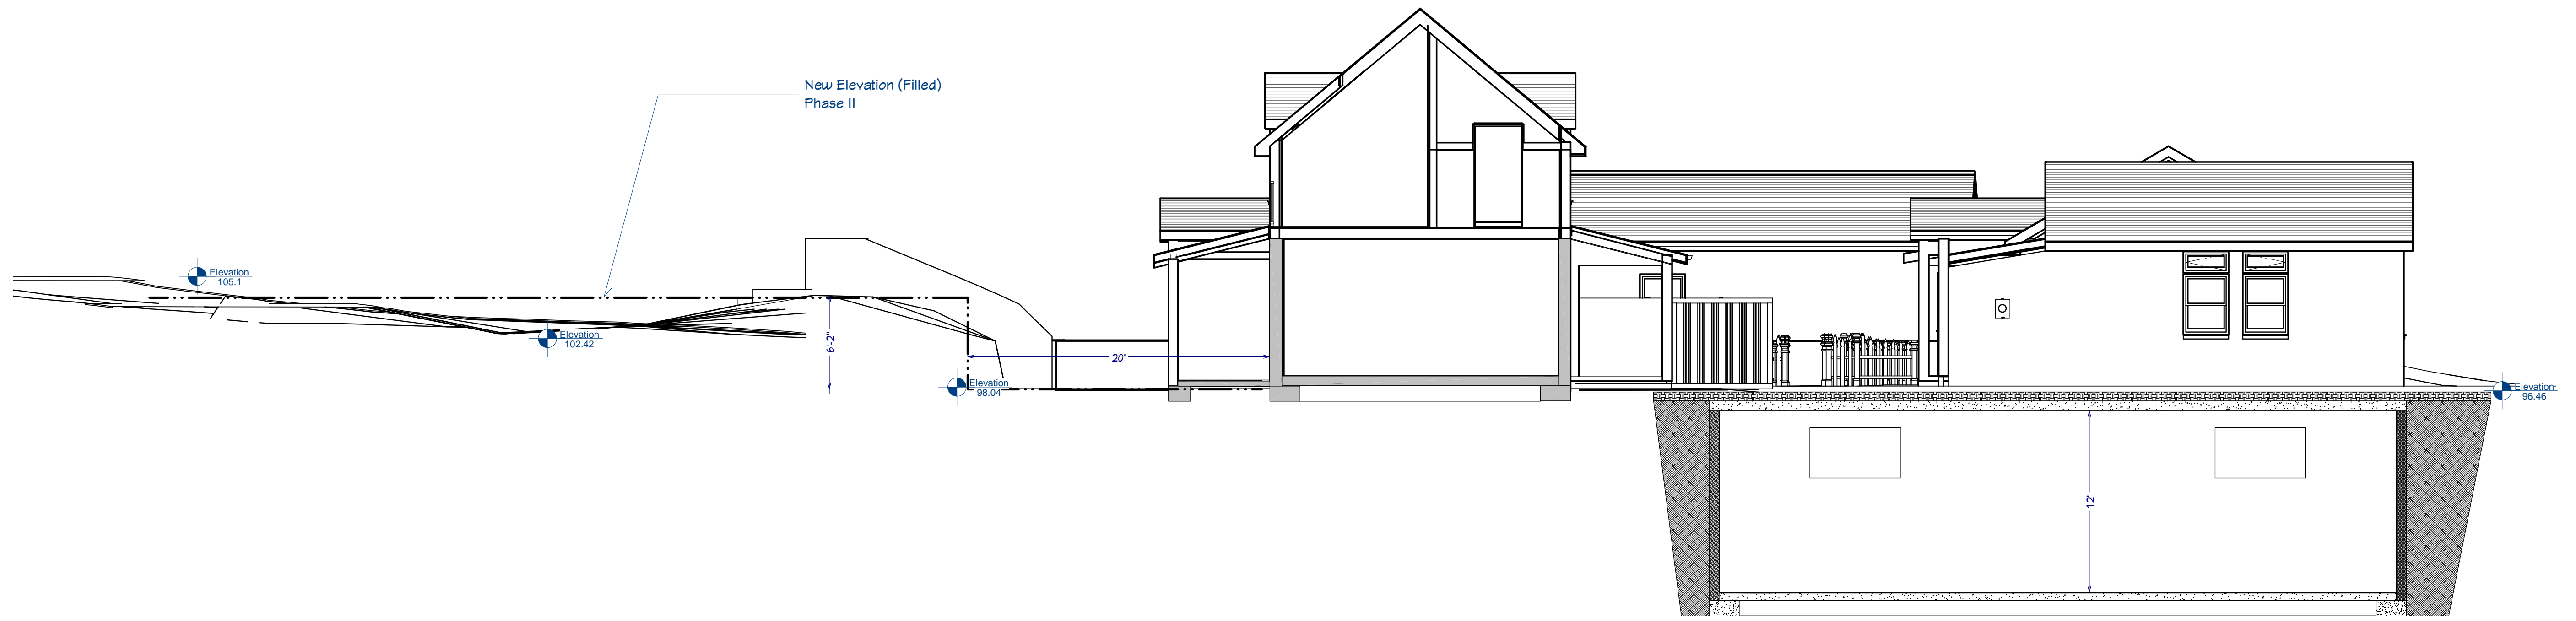 New Elevation (Filled)
Phase II
Elevation
105.1
Elevation
102.42
6'-2"
20'
Elevation
98.04
Elevation
96.46
12'